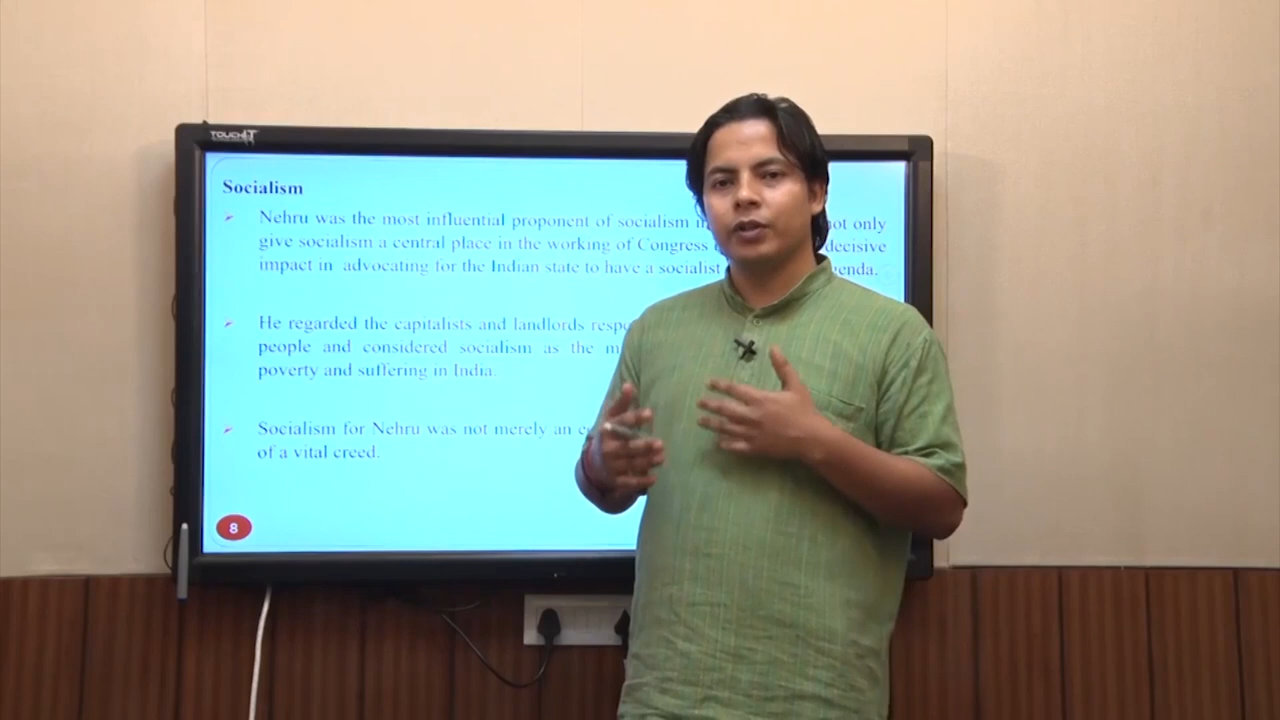 TOUCHIT
Socialism
Nehru was the most influential proponent of socialism not only
give socialism a central place in the working of Congress decisive
impact in advocating for the Indian state to have a socialist
He regarded the capitalists and landlords
people and considered socialism as the
poverty and suffering in India.
Socialism for Nehru was not merely an
of a vital creed.
8